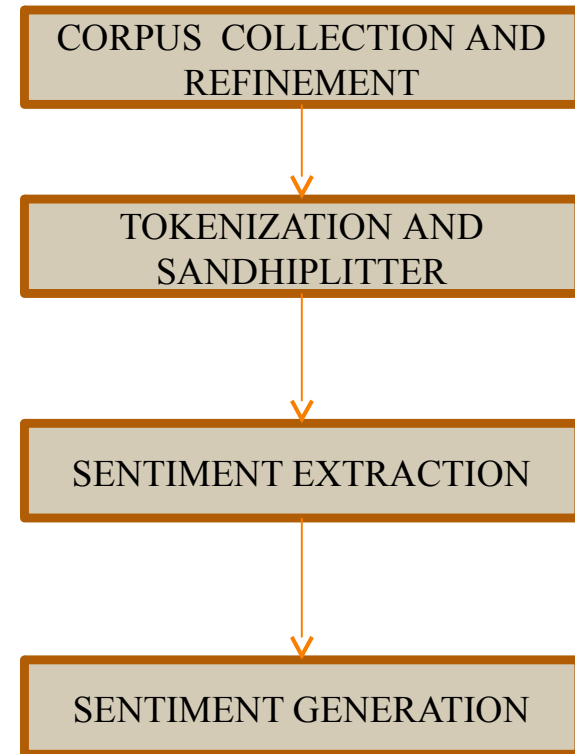 CORPUS  COLLECTION AND
REFINEMENT
TOKENIZATION AND
SANDHIPLITTER
SENTIMENT EXTRACTION
SENTIMENT GENERATION